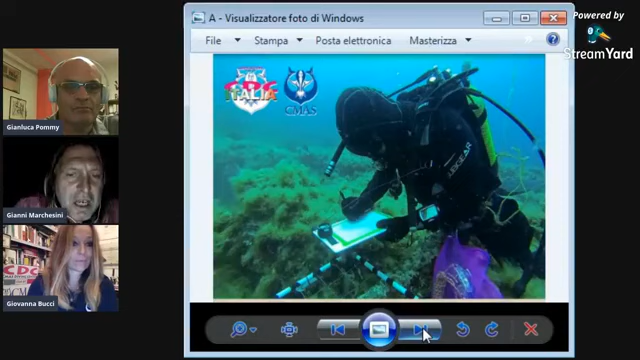 A - Visualizzatore foto di Windows
File
Stampa
Posta elettronica
Masterizza
Powered by
StreamYard
ITALIA
CMAS
Gianluca Pommy
Gianni Marchesini
CDC
Giovanna Bucci